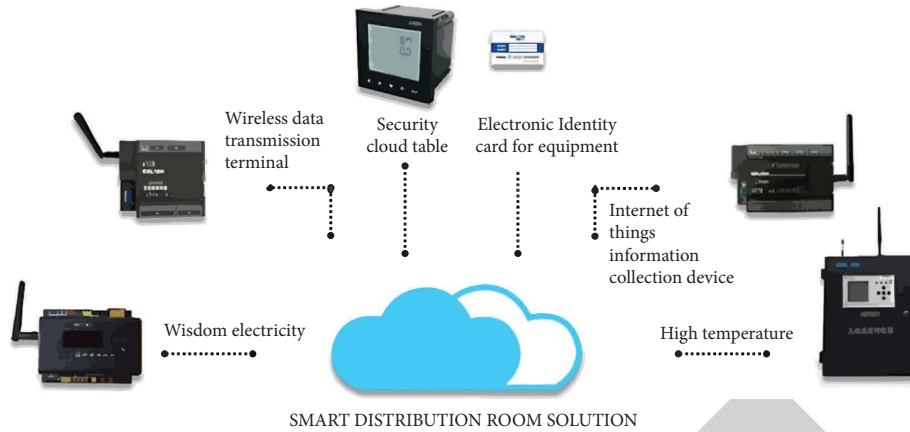 Wireless data
transmission
terminal
Security
cloud table
Electronic Identity
card for equipment
Internet of
things
information
collection device
Wisdom electricity
High temperature
SMART DISTRIBUTION ROOM SOLUTION